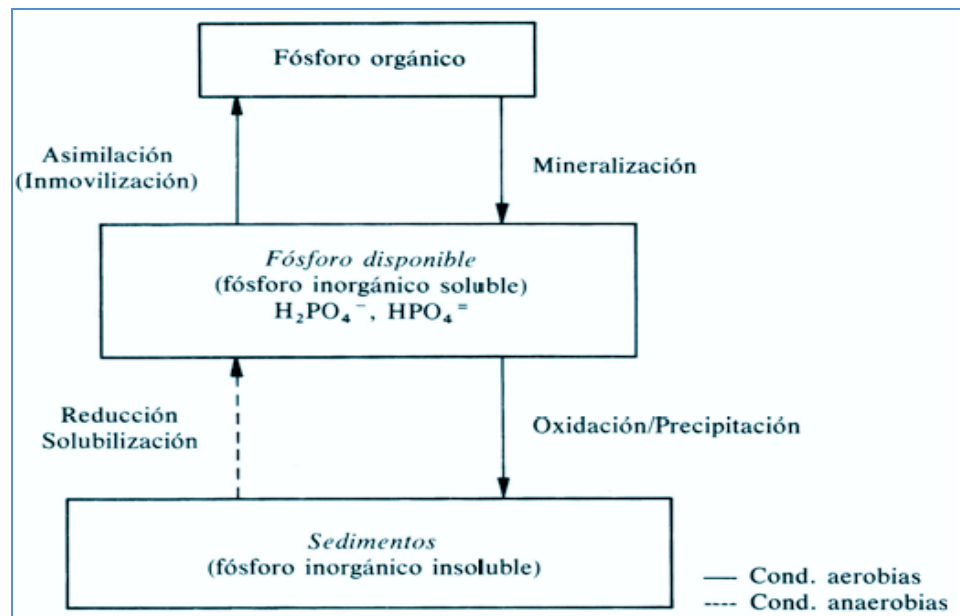 Fósforo orgánico
Asimilación
(Inmovilización)
Mineralización
Fósforo disponible
(fósforo inorgánico soluble)
H₂PO₄⁻, HPO₄⁼
Reducción
Solubilización
Oxidación/Precipitación
Sedimentos
(fósforo inorgánico insoluble)
Cond. aerobias
Cond. anaerobias